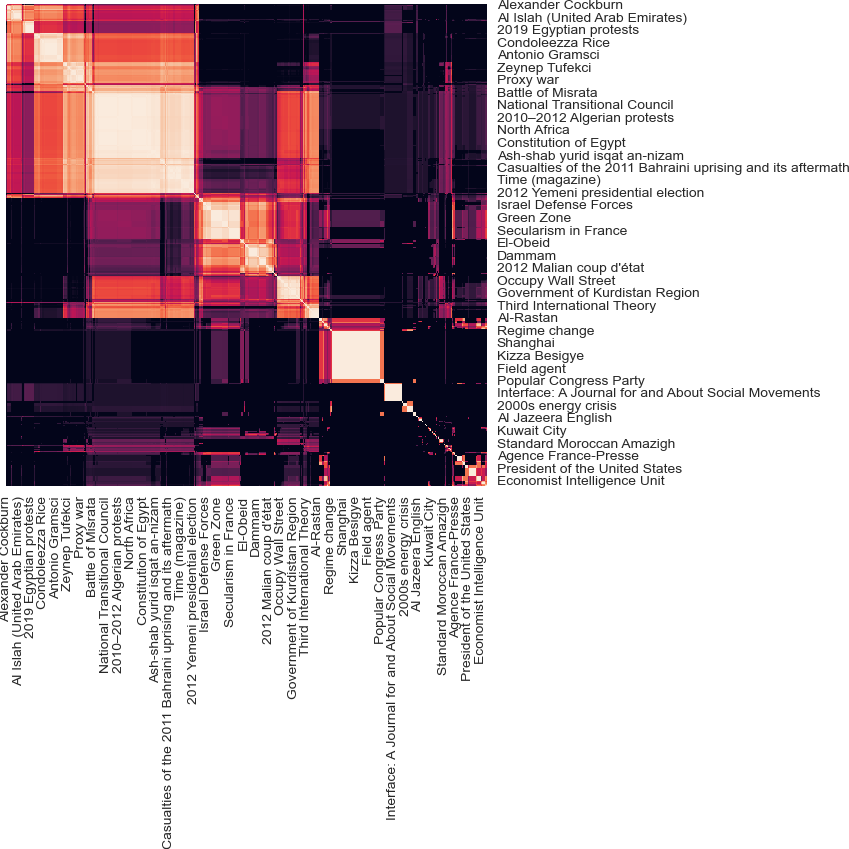 Alexander Cockburn
Al Islah (United Arab Emirates)
2019 Egyptian protests
Condoleezza Rice
Antonio Gramsci
Zeynep Tufekci
Proxy war
Battle of Misrata
National Transitional Council
2010–2012 Algerian protests
North Africa
Constitution of Egypt
Ash-shab yurid isqat an-nizam
Casualties of the 2011 Bahraini uprising and its aftermath
Time (magazine)
2012 Yemeni presidential election
Israel Defense Forces
Green Zone
Secularism in France
El-Obeid
Dammam
2012 Malian coup d'état
Occupy Wall Street
Government of Kurdistan Region
Third International Theory
Al-Rastan
Regime change
Shanghai
Kizza Besigye
Field agent
Popular Congress Party
Interface: A Journal for and About Social Movements
2000s energy crisis
Al Jazeera English
Kuwait City
Standard Moroccan Amazigh
Agence France-Presse
President of the United States
Economist Intelligence Unit
Alexander Cockburn
Al Islah (United Arab Emirates)
2019 Egyptian protests
Condoleezza Rice
Antonio Gramsci
Zeynep Tufekci
Proxy war
Battle of Misrata
National Transitional Council
2010–2012 Algerian protests
North Africa
Constitution of Egypt
Ash-shab yurid isqat an-nizam
Casualties of the 2011 Bahraini uprising and its aftermath
Time (magazine)
2012 Yemeni presidential election
Israel Defense Forces
Green Zone
Secularism in France
El-Obeid
Dammam
2012 Malian coup d'état
Occupy Wall Street
Government of Kurdistan Region
Third International Theory
Al-Rastan
Regime change
Shanghai
Kizza Besigye
Field agent
Popular Congress Party
Interface: A Journal for and About Social Movements
2000s energy crisis
Al Jazeera English
Kuwait City
Standard Moroccan Amazigh
Agence France-Presse
President of the United States
Economist Intelligence Unit